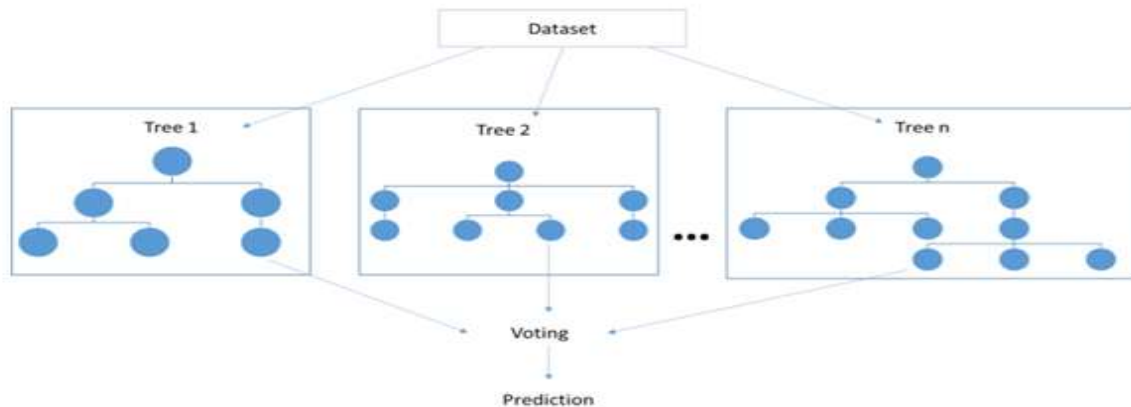 Dataset
Tree 1
Tree 2
Tree n
...
Voting
Prediction